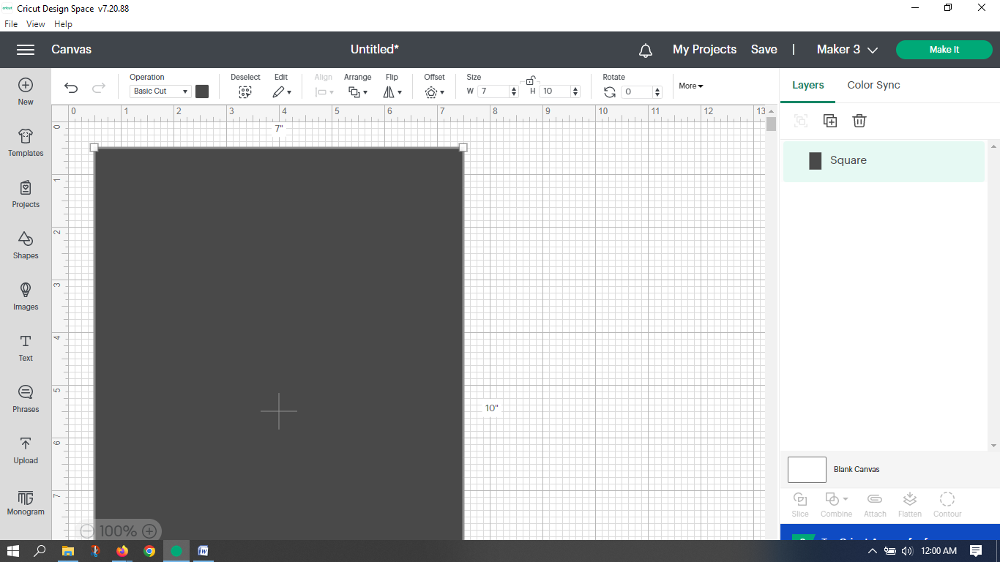 cricut Cricut Design Space v7.20.88
File View Help
Canvas Untitled* My Projects Save | Maker 3 Make It
New
Templates
Projects
Shapes
Images
Text
Phrases
Upload
Monogram
Operation Deselect Edit Align Arrange Flip Offset Size Rotate
Basic Cut W 7 H 10 0 More
0 1 2 3 4 5 6 7 8 9 10 11 12 13
0
1
2
3
4
5
6
7
7"
10"
100%
Layers Color Sync
Square
Blank Canvas
Slice Combine Attach Flatten Contour
12:00 AM